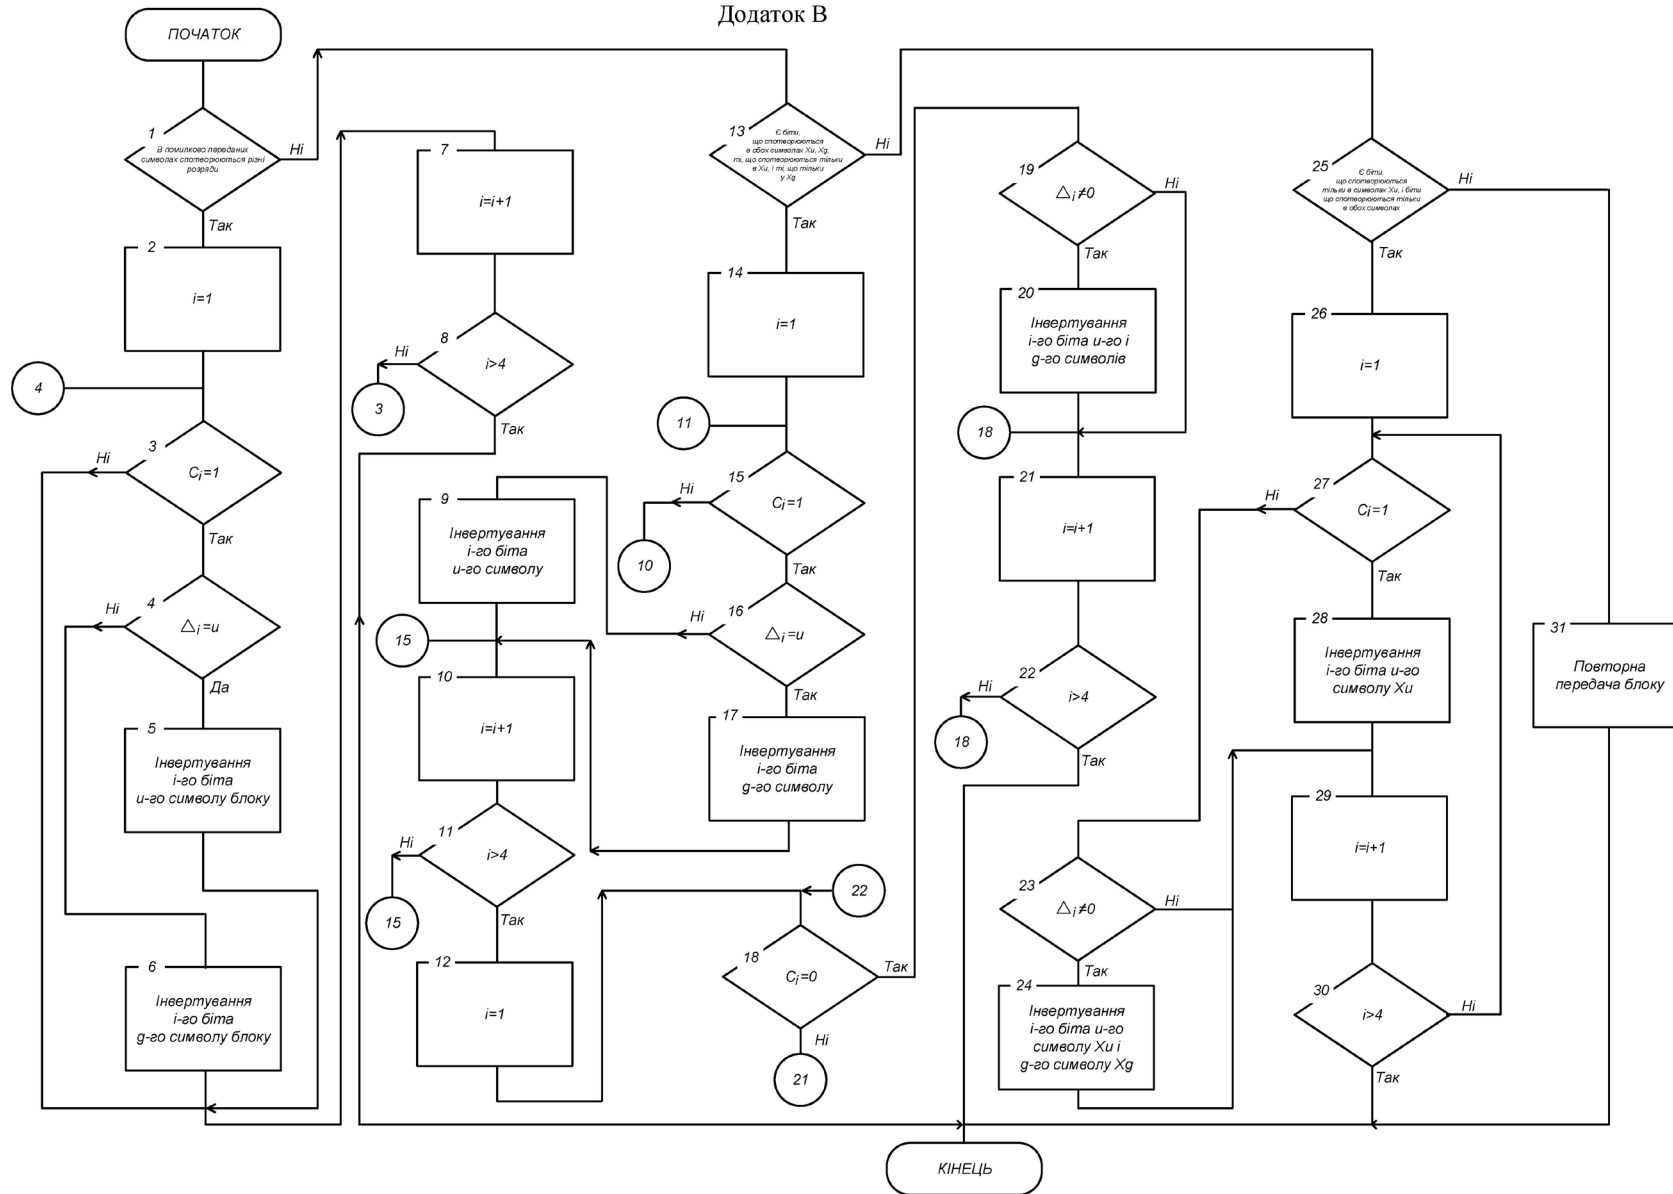 Додаток В
ПОЧАТОК
1
В помилково переданих
символах спотворюються різні
розряди
Ні
Так
2
i=1
4
3
Ci=1
Ні
Так
4
△i=u
Ні
Да
5
Інвертування
i-го біта
u-го символу блоку
6
Інвертування
i-го біта
g-го символу блоку
7
i=i+1
8
i>4
Ні
3
Так
9
Інвертування
i-го біта
u-го символу
15
10
i=i+1
11
i>4
Ні
15
Так
12
i=1
13
Є біти,
що спотворюються
в обох символах Xu, Xg,
ті, що спотворюються тільки
в Xu, і ті, що тільки
у Xg
Ні
Так
14
i=1
11
15
Ci=1
Ні
10
Так
16
△i=u
Ні
Так
17
Інвертування
i-го біта
g-го символу
22
18
Ci=0
Так
Ні
21
19
△i≠0
Ні
Так
20
Інвертування
i-го біта u-го і
g-го символів
18
21
i=i+1
22
i>4
Ні
18
Так
23
△i≠0
Ні
Так
24
Інвертування
i-го біта u-го
символу Xu і
g-го символу Xg
25
Є біти,
що спотворюються
тільки в символах Xu, і біти
що спотворюються тільки
в обох символах
Ні
Так
26
i=1
27
Ci=1
Ні
Так
28
Інвертування
i-го біта u-го
символу Xu
29
i=i+1
30
i>4
Ні
Так
31
Повторна
передача блоку
КІНЕЦЬ